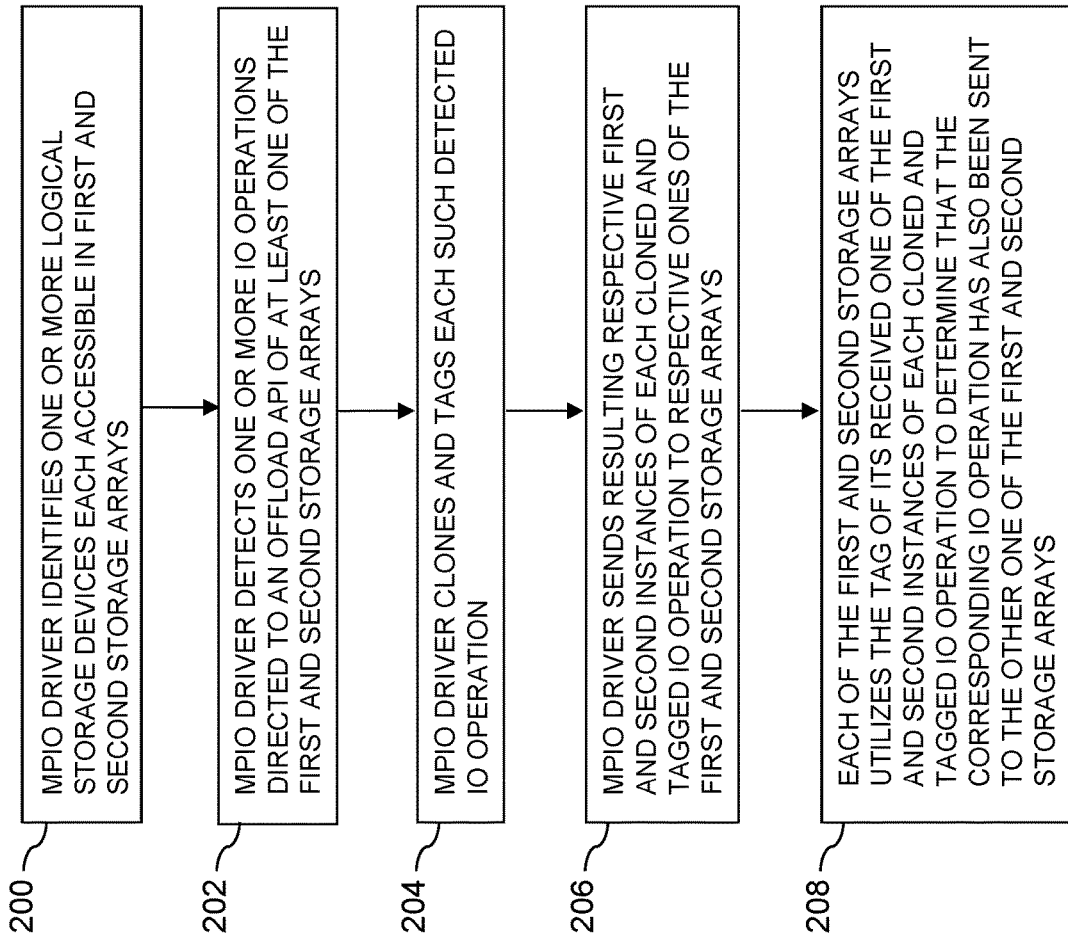 200
MPIO DRIVER IDENTIFIES ONE OR MORE LOGICAL
STORAGE DEVICES EACH ACCESSIBLE IN FIRST AND
SECOND STORAGE ARRAYS
202
MPIO DRIVER DETECTS ONE OR MORE IO OPERATIONS
DIRECTED TO AN OFFLOAD API OF AT LEAST ONE OF THE
FIRST AND SECOND STORAGE ARRAYS
204
MPIO DRIVER CLONES AND TAGS EACH SUCH DETECTED
IO OPERATION
206
MPIO DRIVER SENDS RESULTING RESPECTIVE FIRST
AND SECOND INSTANCES OF EACH CLONED AND
TAGGED IO OPERATION TO RESPECTIVE ONES OF THE
FIRST AND SECOND STORAGE ARRAYS
208
EACH OF THE FIRST AND SECOND STORAGE ARRAYS
UTILIZES THE TAG OF ITS RECEIVED ONE OF THE FIRST
AND SECOND INSTANCES OF EACH CLONED AND
TAGGED IO OPERATION TO DETERMINE THAT THE
CORRESPONDING IO OPERATION HAS ALSO BEEN SENT
TO THE OTHER ONE OF THE FIRST AND SECOND
STORAGE ARRAYS